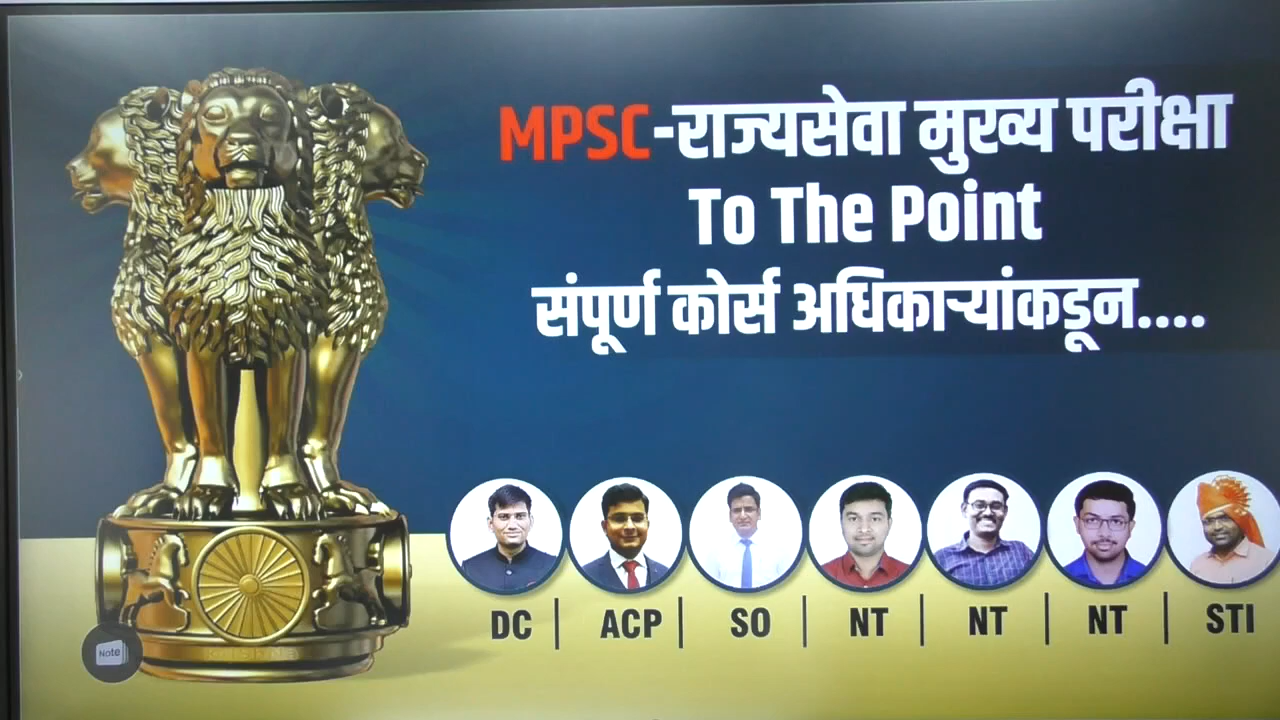 MPSC-राज्यसेवा मुख्य परीक्षा
To The Point
संपूर्ण कोर्स अधिकाऱ्यांकडून....
DC | ACP | SO | NT | NT | NT | STI
Note